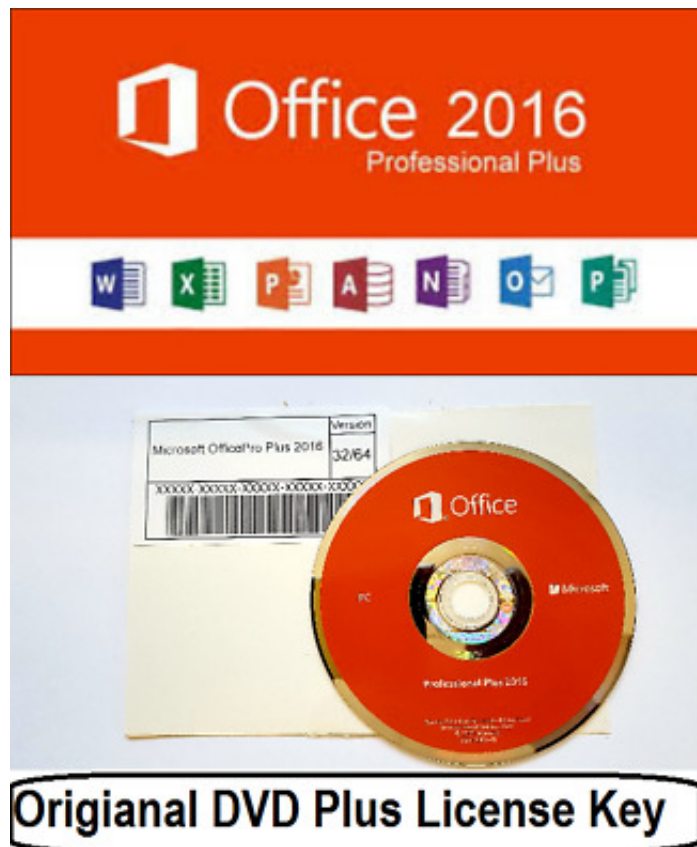 Office 2016
Professional Plus
W X P A N O P
Version
Microsoft OfficePro Plus 2016
32/64
XXXXX XXXXX-XXXXX-XXXXX-XXXXX
Office
PC
Microsoft
Professional Plus 2016
Origianal DVD Plus License Key